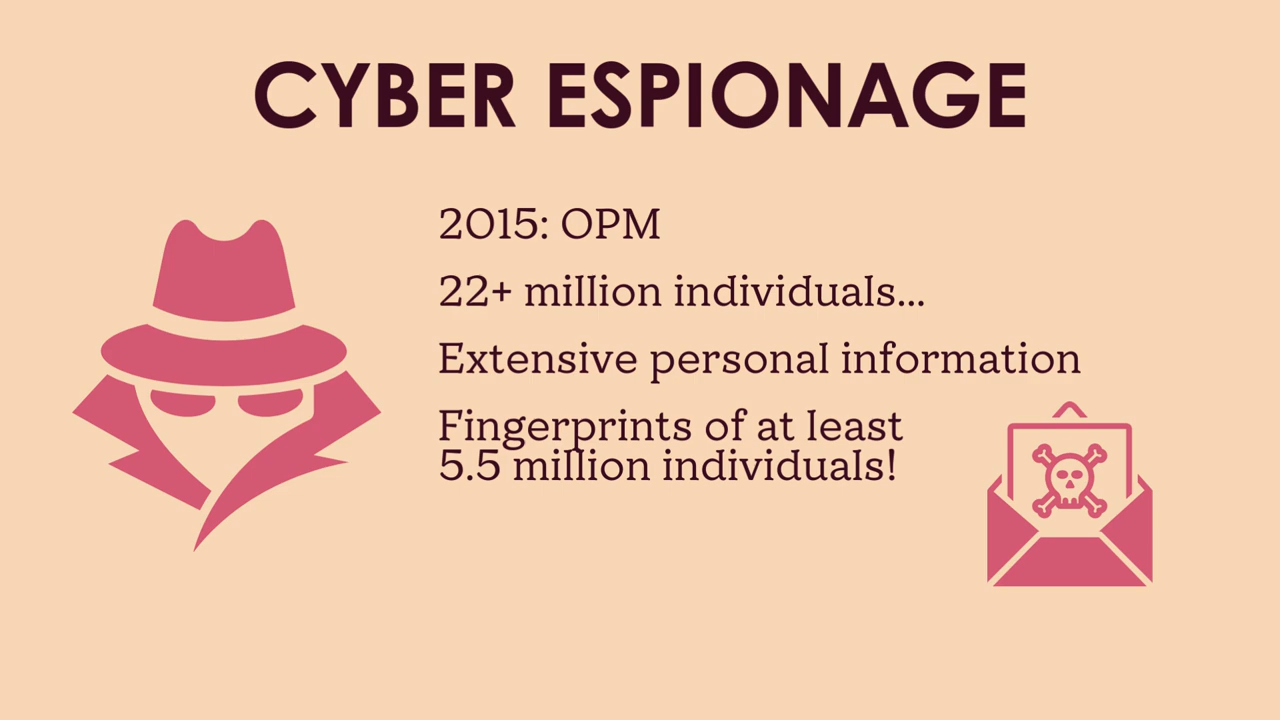 CYBER ESPIONAGE
2015: OPM
22+ million individuals...
Extensive personal information
Fingerprints of at least
5.5 million individuals!